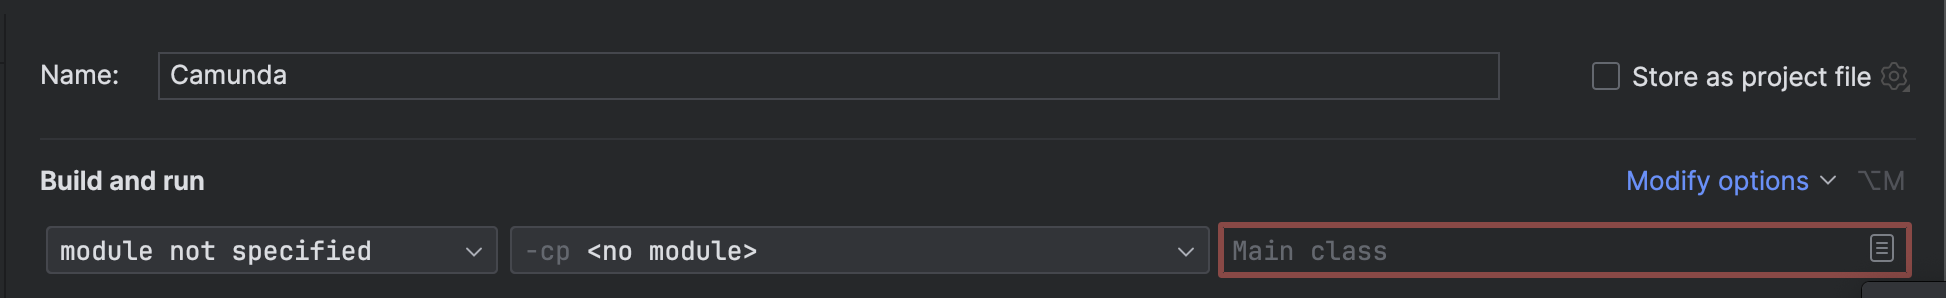 Name: Camunda Store as project file
Build and run Modify options ⌥M
module not specified -cp <no module> Main class